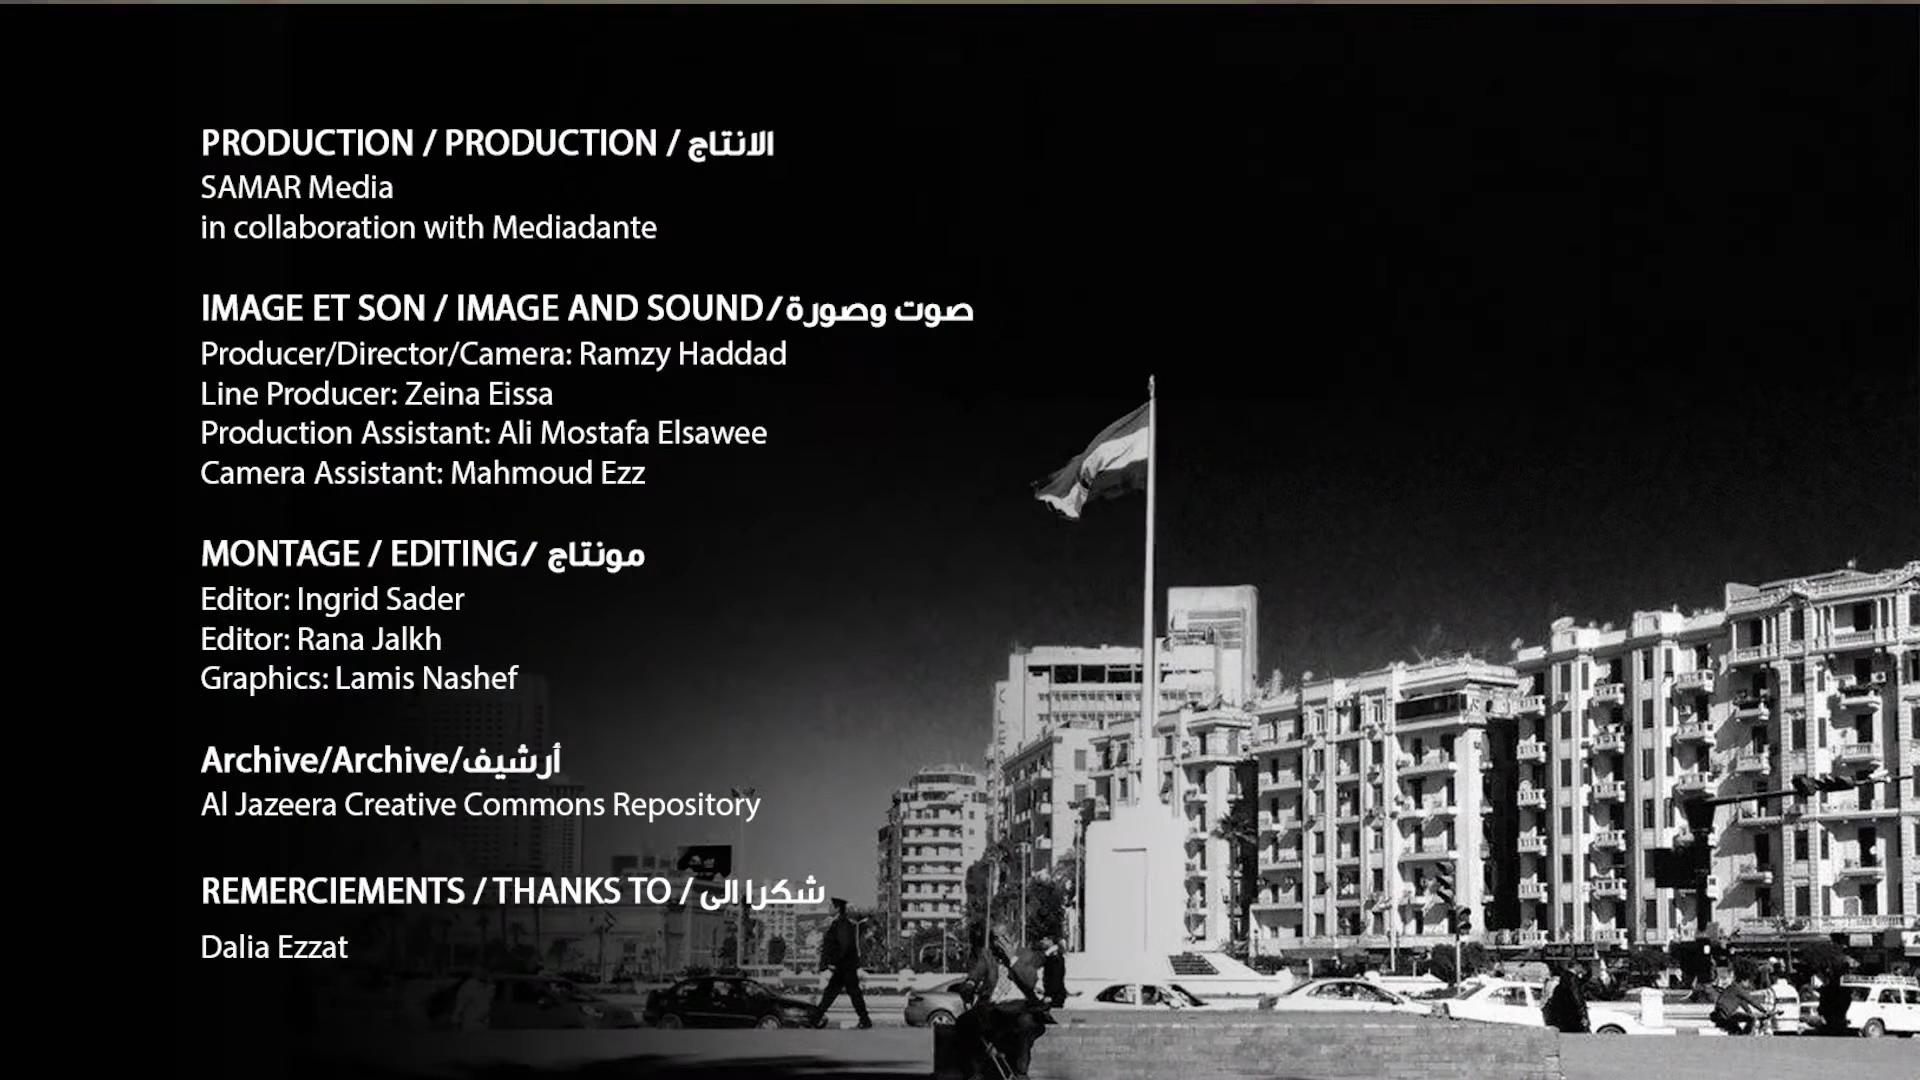 PRODUCTION / PRODUCTION / الانتاج
SAMAR Media
in collaboration with Mediadante
IMAGE ET SON / IMAGE AND SOUND/صوت وصورة
Producer/Director/Camera: Ramzy Haddad
Line Producer: Zeina Eissa
Production Assistant: Ali Mostafa Elsawee
Camera Assistant: Mahmoud Ezz
MONTAGE / EDITING/ مونتاج
Editor: Ingrid Sader
Editor: Rana Jalkh
Graphics: Lamis Nashef
Archive/Archive/أرشيف
Al Jazeera Creative Commons Repository
REMERCIEMENTS / THANKS TO / شكرا الى
Dalia Ezzat